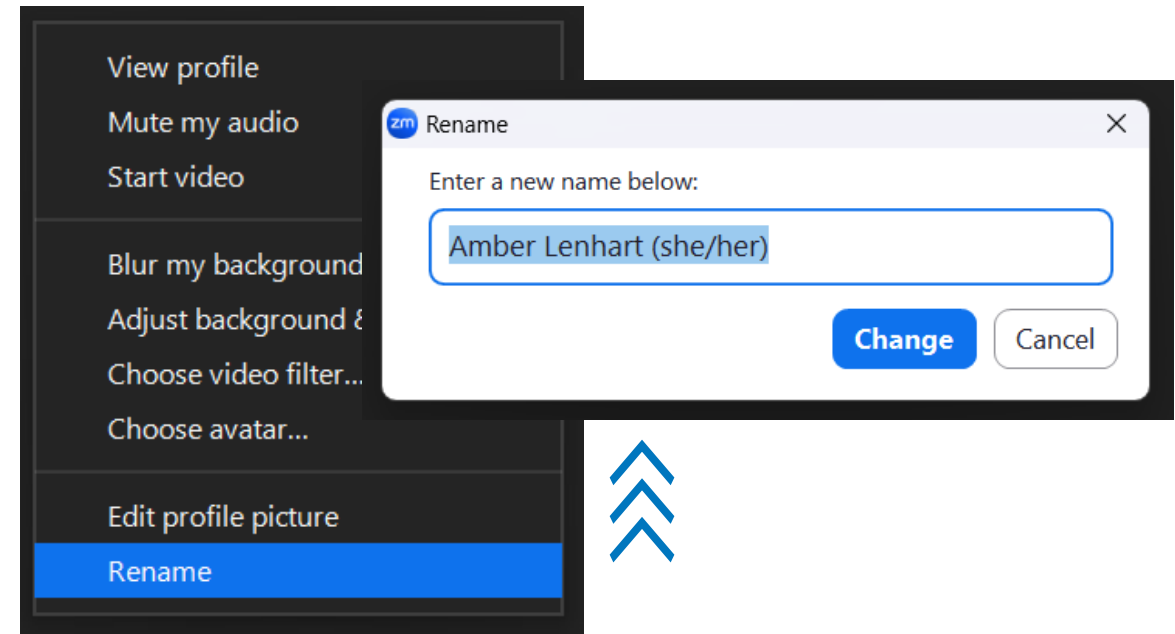 View profile
Mute my audio
Start video
Blur my background
Adjust background &
Choose video filter...
Choose avatar...
Edit profile picture
Rename
zm Rename
Enter a new name below:
Amber Lenhart (she/her)
Change Cancel